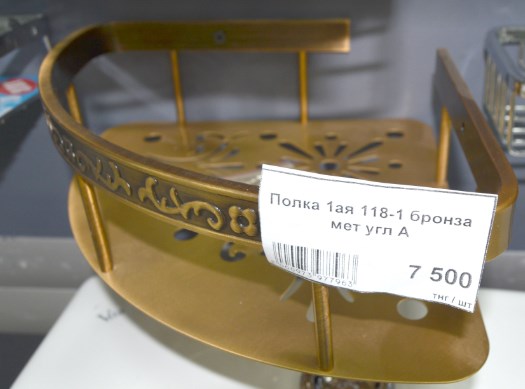 Полка 1ая 118-1 бронза
мет угл А
7 500
тнг / шт